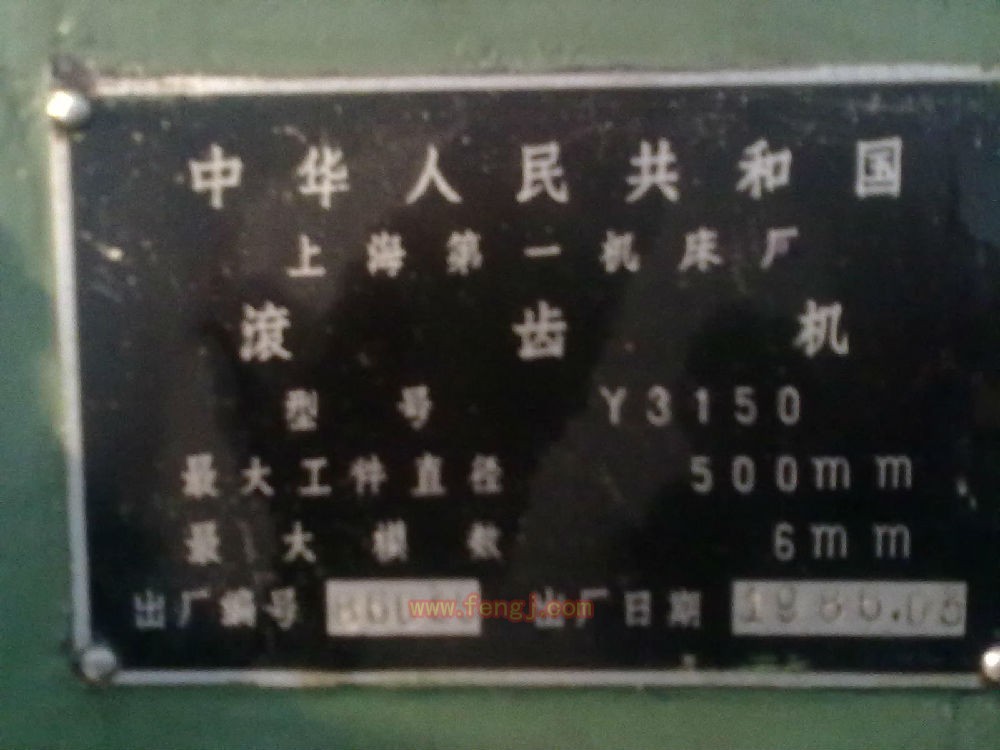 中华人民共和国
上海第一机床厂
滚齿机
型号 Y3150
最大工件直径 500mm
最大模数 6mm
出厂编号 出厂日期
www.fengj.com